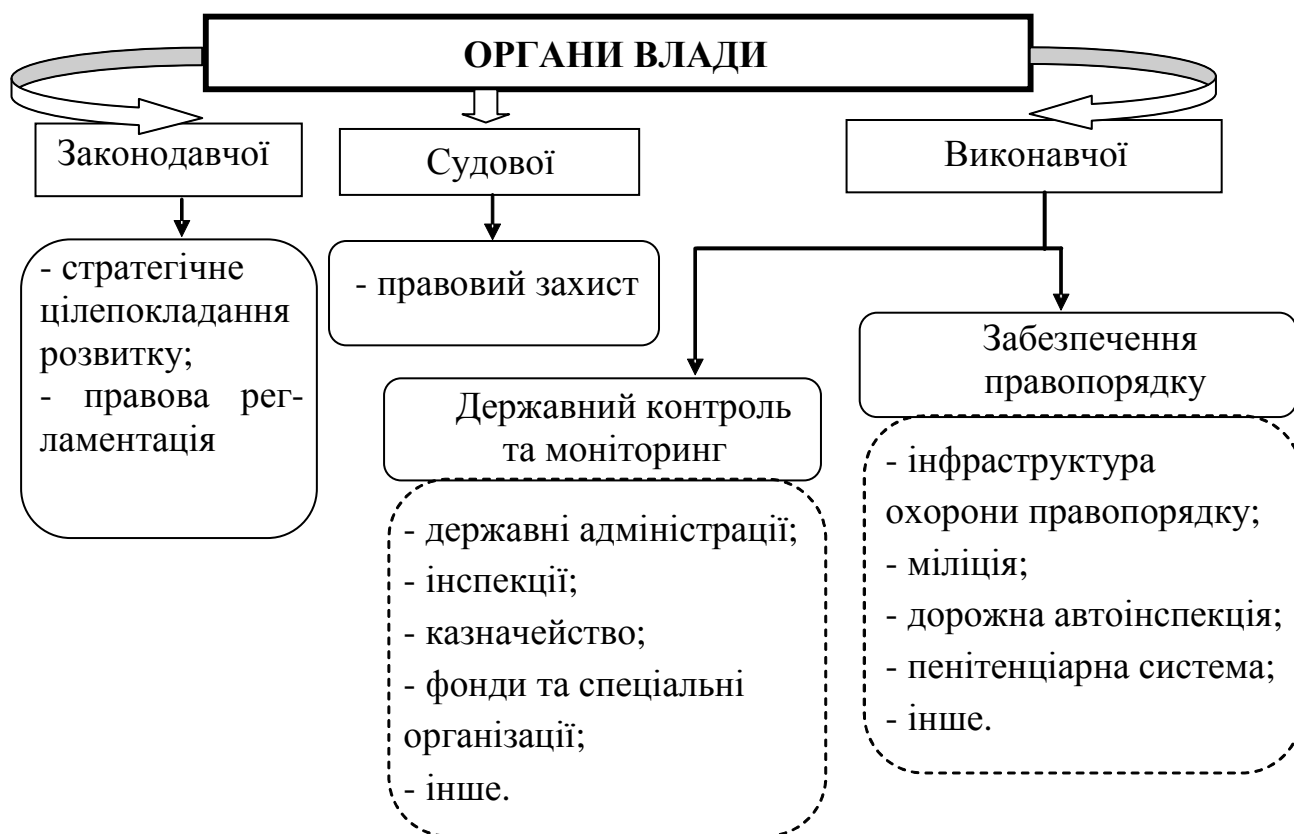 ОРГАНИ ВЛАДИ
Законодавчої
Судової
Виконавчої
- стратегічне
цілепокладання
розвитку;
- правова рег-
ламентація
- правовий захист
Державний контроль
та моніторинг
- державні адміністрації;
- інспекції;
- казначейство;
- фонди та спеціальні
організації;
- інше.
Забезпечення
правопорядку
- інфраструктура
охорони правопорядку;
- міліція;
- дорожна автоінспекція;
- пенітенціарна система;
- інше.